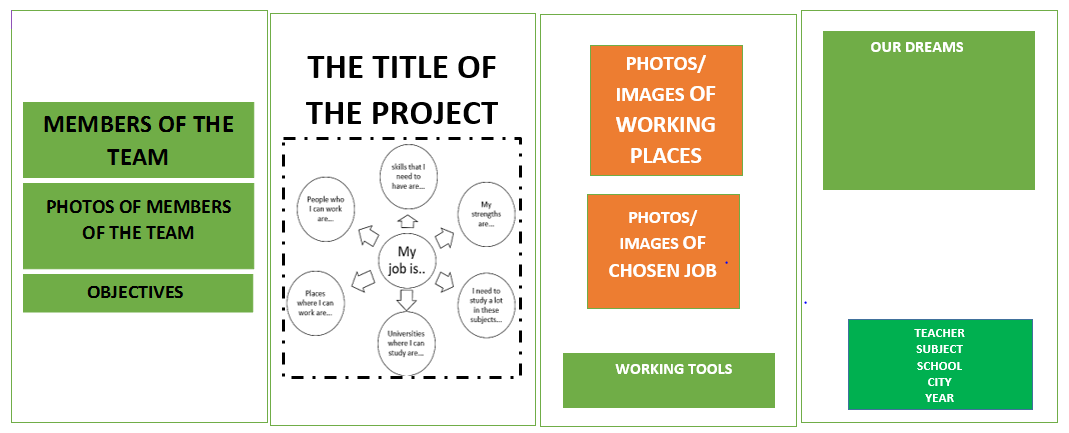 MEMBERS OF THE
TEAM
PHOTOS OF MEMBERS
OF THE TEAM
OBJECTIVES
THE TITLE OF
THE PROJECT
skills that I
need to
have are...
People who
I can work
are...
My
strengths
are...
My
job is..
Places
where I can
work are...
I need to
study a lot
in these
subjects...
Universities
where I can
study are...
PHOTOS/
IMAGES OF
WORKING
PLACES
PHOTOS/
IMAGES OF
CHOSEN JOB
WORKING TOOLS
OUR DREAMS
TEACHER
SUBJECT
SCHOOL
CITY
YEAR